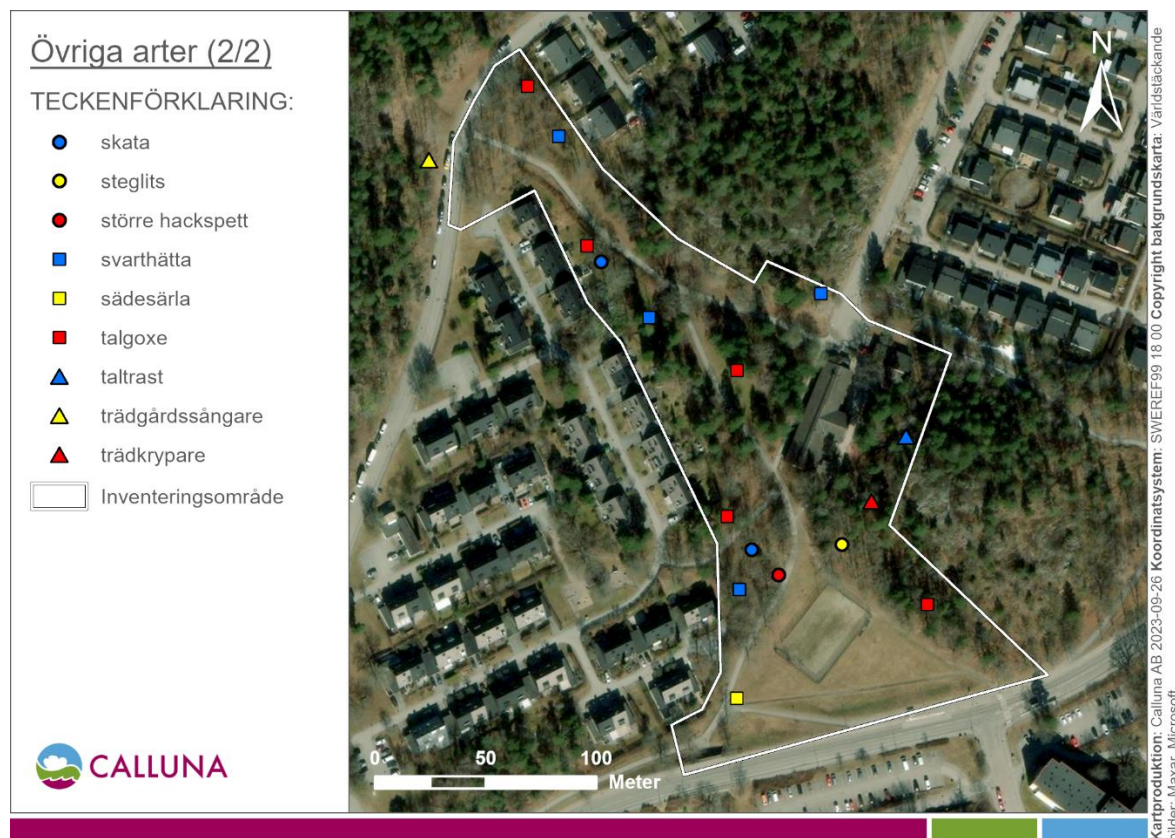 Övriga arter (2/2)
TECKENFÖRKLARING:
skata
steglits
större hackspett
svarthätta
sädesärla
talgoxe
taltrast
trädgårdssångare
trädkrypare
Inventeringsområde
CALLUNA
N
0 50 100
Meter
Kartproduktion: Calluna AB 2023-09-26 Koordinatsystem: SWEREF99 18 00 Copyright bakgrundskarta: Världstäckande
bilder: Maxar, Microsoft